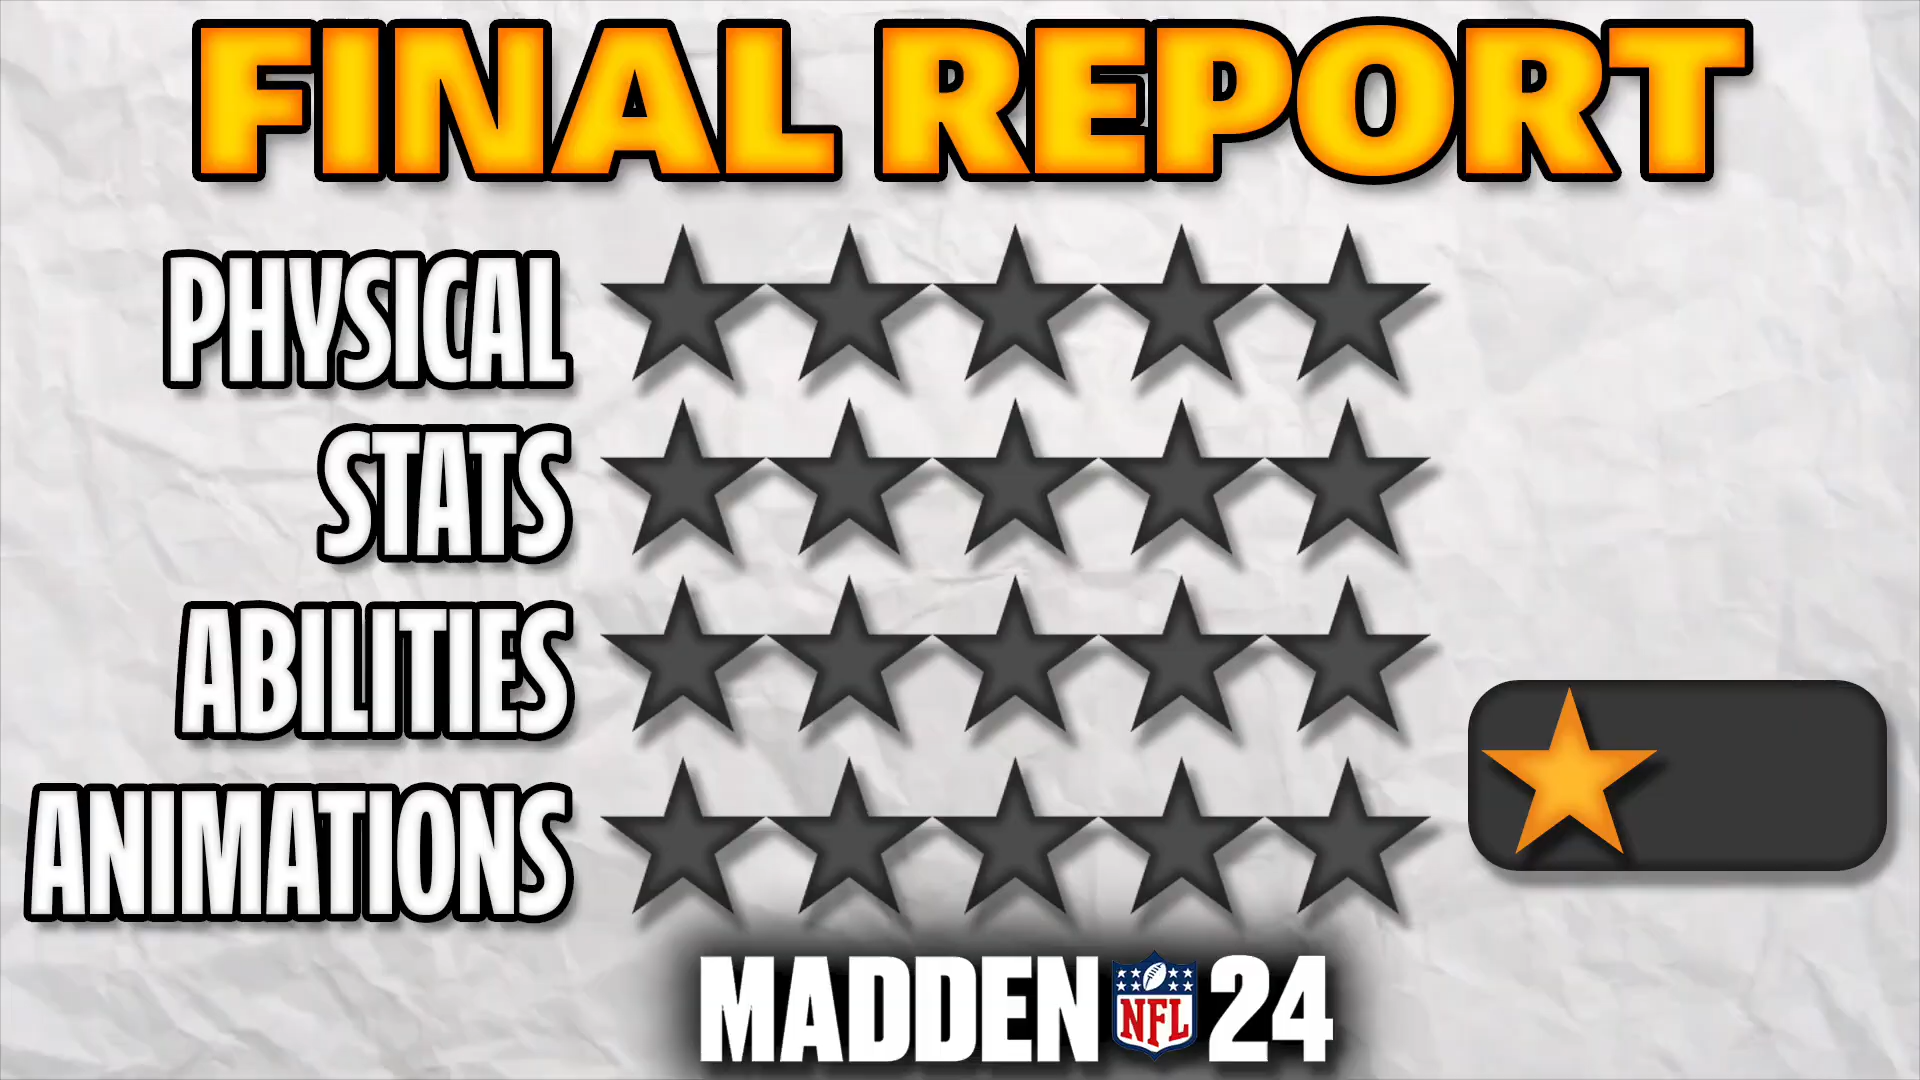 FINAL REPORT
PHYSICAL
STATS
ABILITIES
ANIMATIONS
MADDEN NFL 24